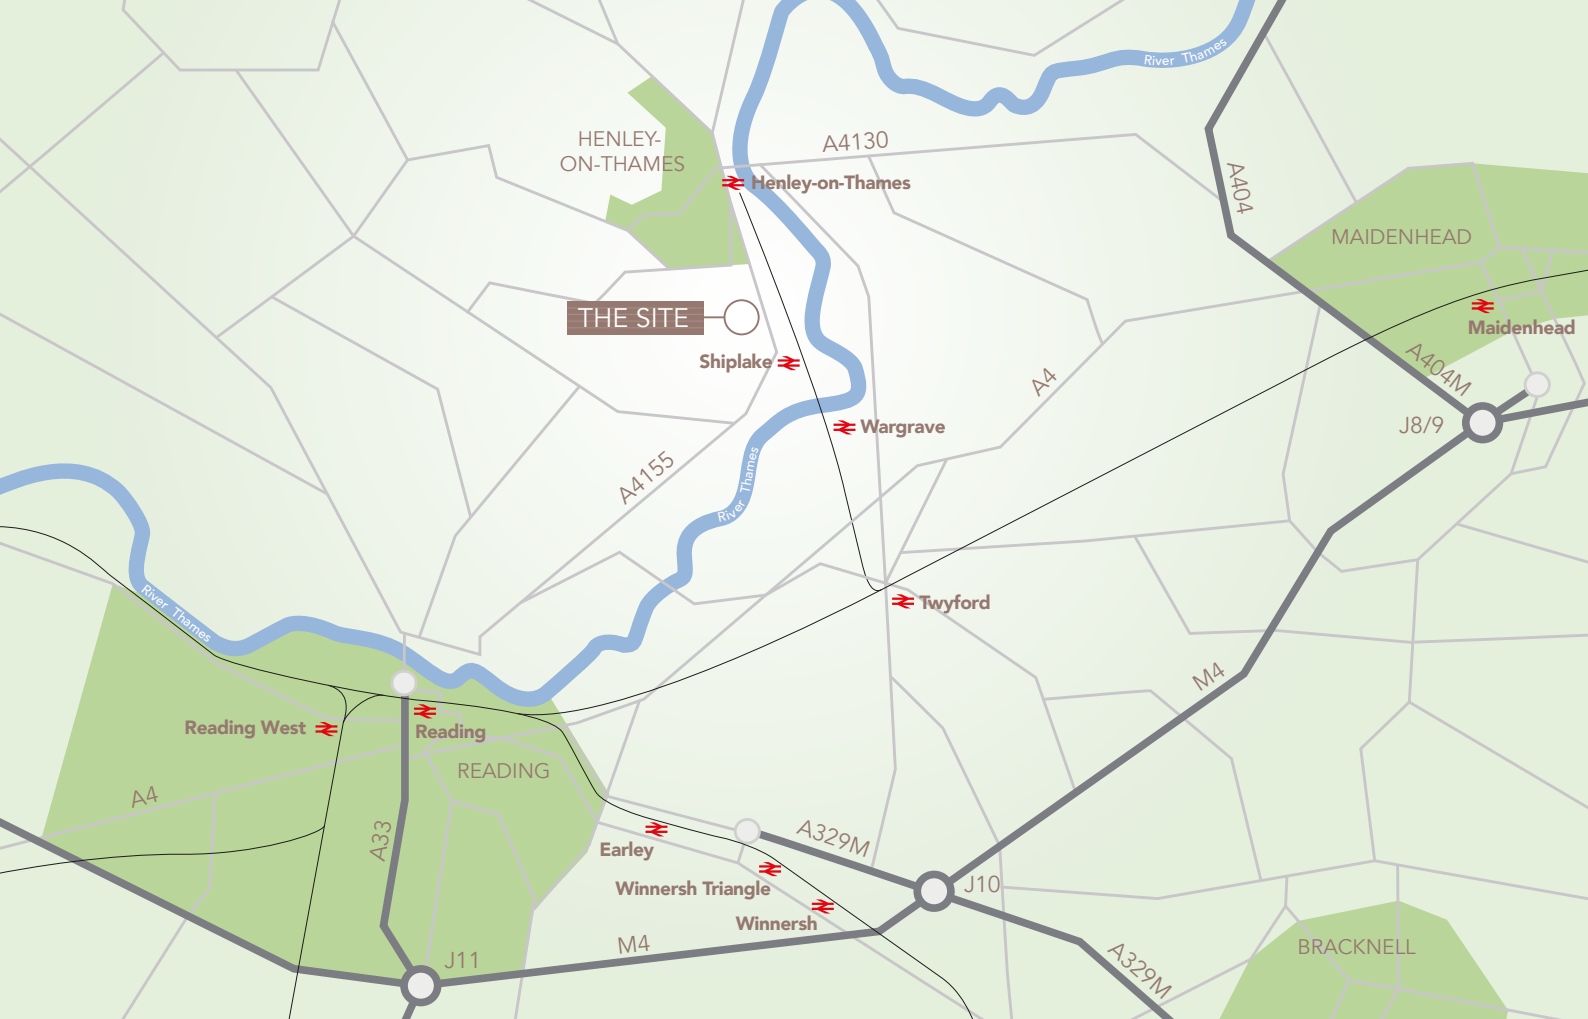 River Thames
HENLEY-
ON-THAMES
A4130
Henley-on-Thames
A404
MAIDENHEAD
THE SITE
Maidenhead
Shiplake
A404M
A4
J8/9
Wargrave
A4155
River Thames
River Thames
Twyford
M4
Reading West
Reading
READING
A4
A33
A329M
Earley
Winnersh Triangle
J10
Winnersh
M4
J11
BRACKNELL
A329M